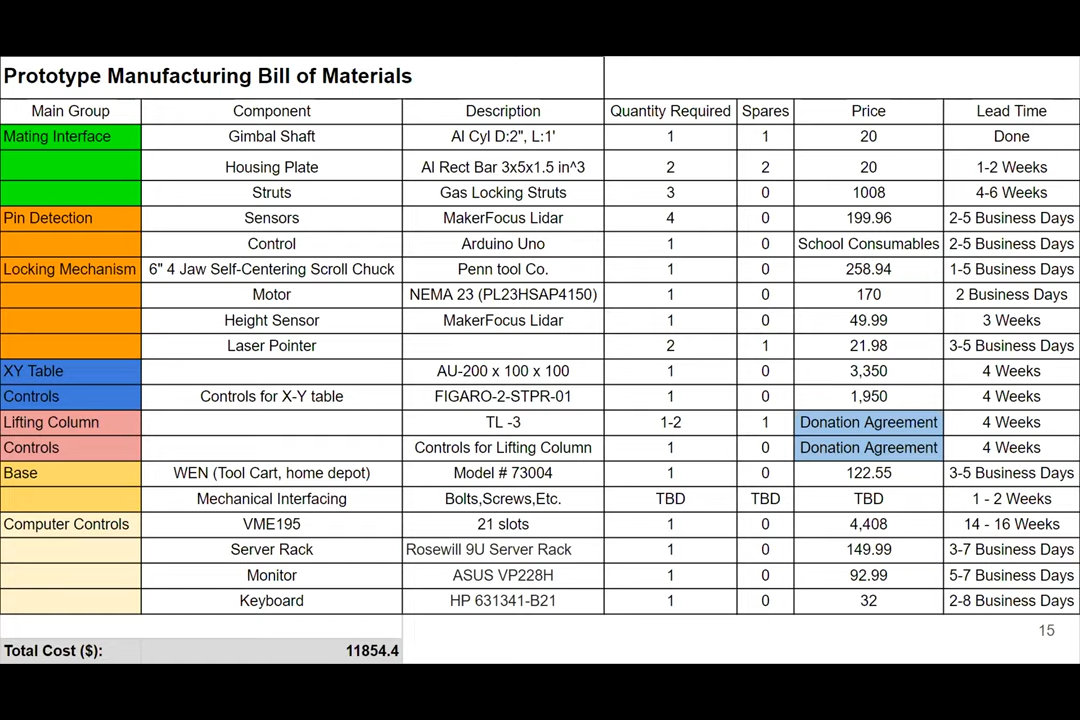 Prototype Manufacturing Bill of Materials
Main Group Component Description Quantity Required Spares Price Lead Time
Mating Interface Gimbal Shaft Al Cyl D:2", L:1' 1 1 20 Done
Housing Plate Al Rect Bar 3x5x1.5 in^3 2 2 20 1-2 Weeks
Struts Gas Locking Struts 3 0 1008 4-6 Weeks
Pin Detection Sensors MakerFocus Lidar 4 0 199.96 2-5 Business Days
Control Arduino Uno 1 0 School Consumables 2-5 Business Days
Locking Mechanism 6" 4 Jaw Self-Centering Scroll Chuck Penn tool Co. 1 0 258.94 1-5 Business Days
Motor NEMA 23 (PL23HSAP4150) 1 0 170 2 Business Days
Height Sensor MakerFocus Lidar 1 0 49.99 3 Weeks
Laser Pointer 2 1 21.98 3-5 Business Days
XY Table AU-200 x 100 x 100 1 0 3,350 4 Weeks
Controls Controls for X-Y table FIGARO-2-STPR-01 1 0 1,950 4 Weeks
Lifting Column TL -3 1-2 1 Donation Agreement 4 Weeks
Controls Controls for Lifting Column 1 0 Donation Agreement 4 Weeks
Base WEN (Tool Cart, home depot) Model # 73004 1 0 122.55 3-5 Business Days
Mechanical Interfacing Bolts,Screws,Etc. TBD TBD TBD 1 - 2 Weeks
Computer Controls VME195 21 slots 1 0 4,408 14 - 16 Weeks
Server Rack Rosewill 9U Server Rack 1 0 149.99 3-7 Business Days
Monitor ASUS VP228H 1 0 92.99 5-7 Business Days
Keyboard HP 631341-B21 1 0 32 2-8 Business Days
15
Total Cost ($): 11854.4